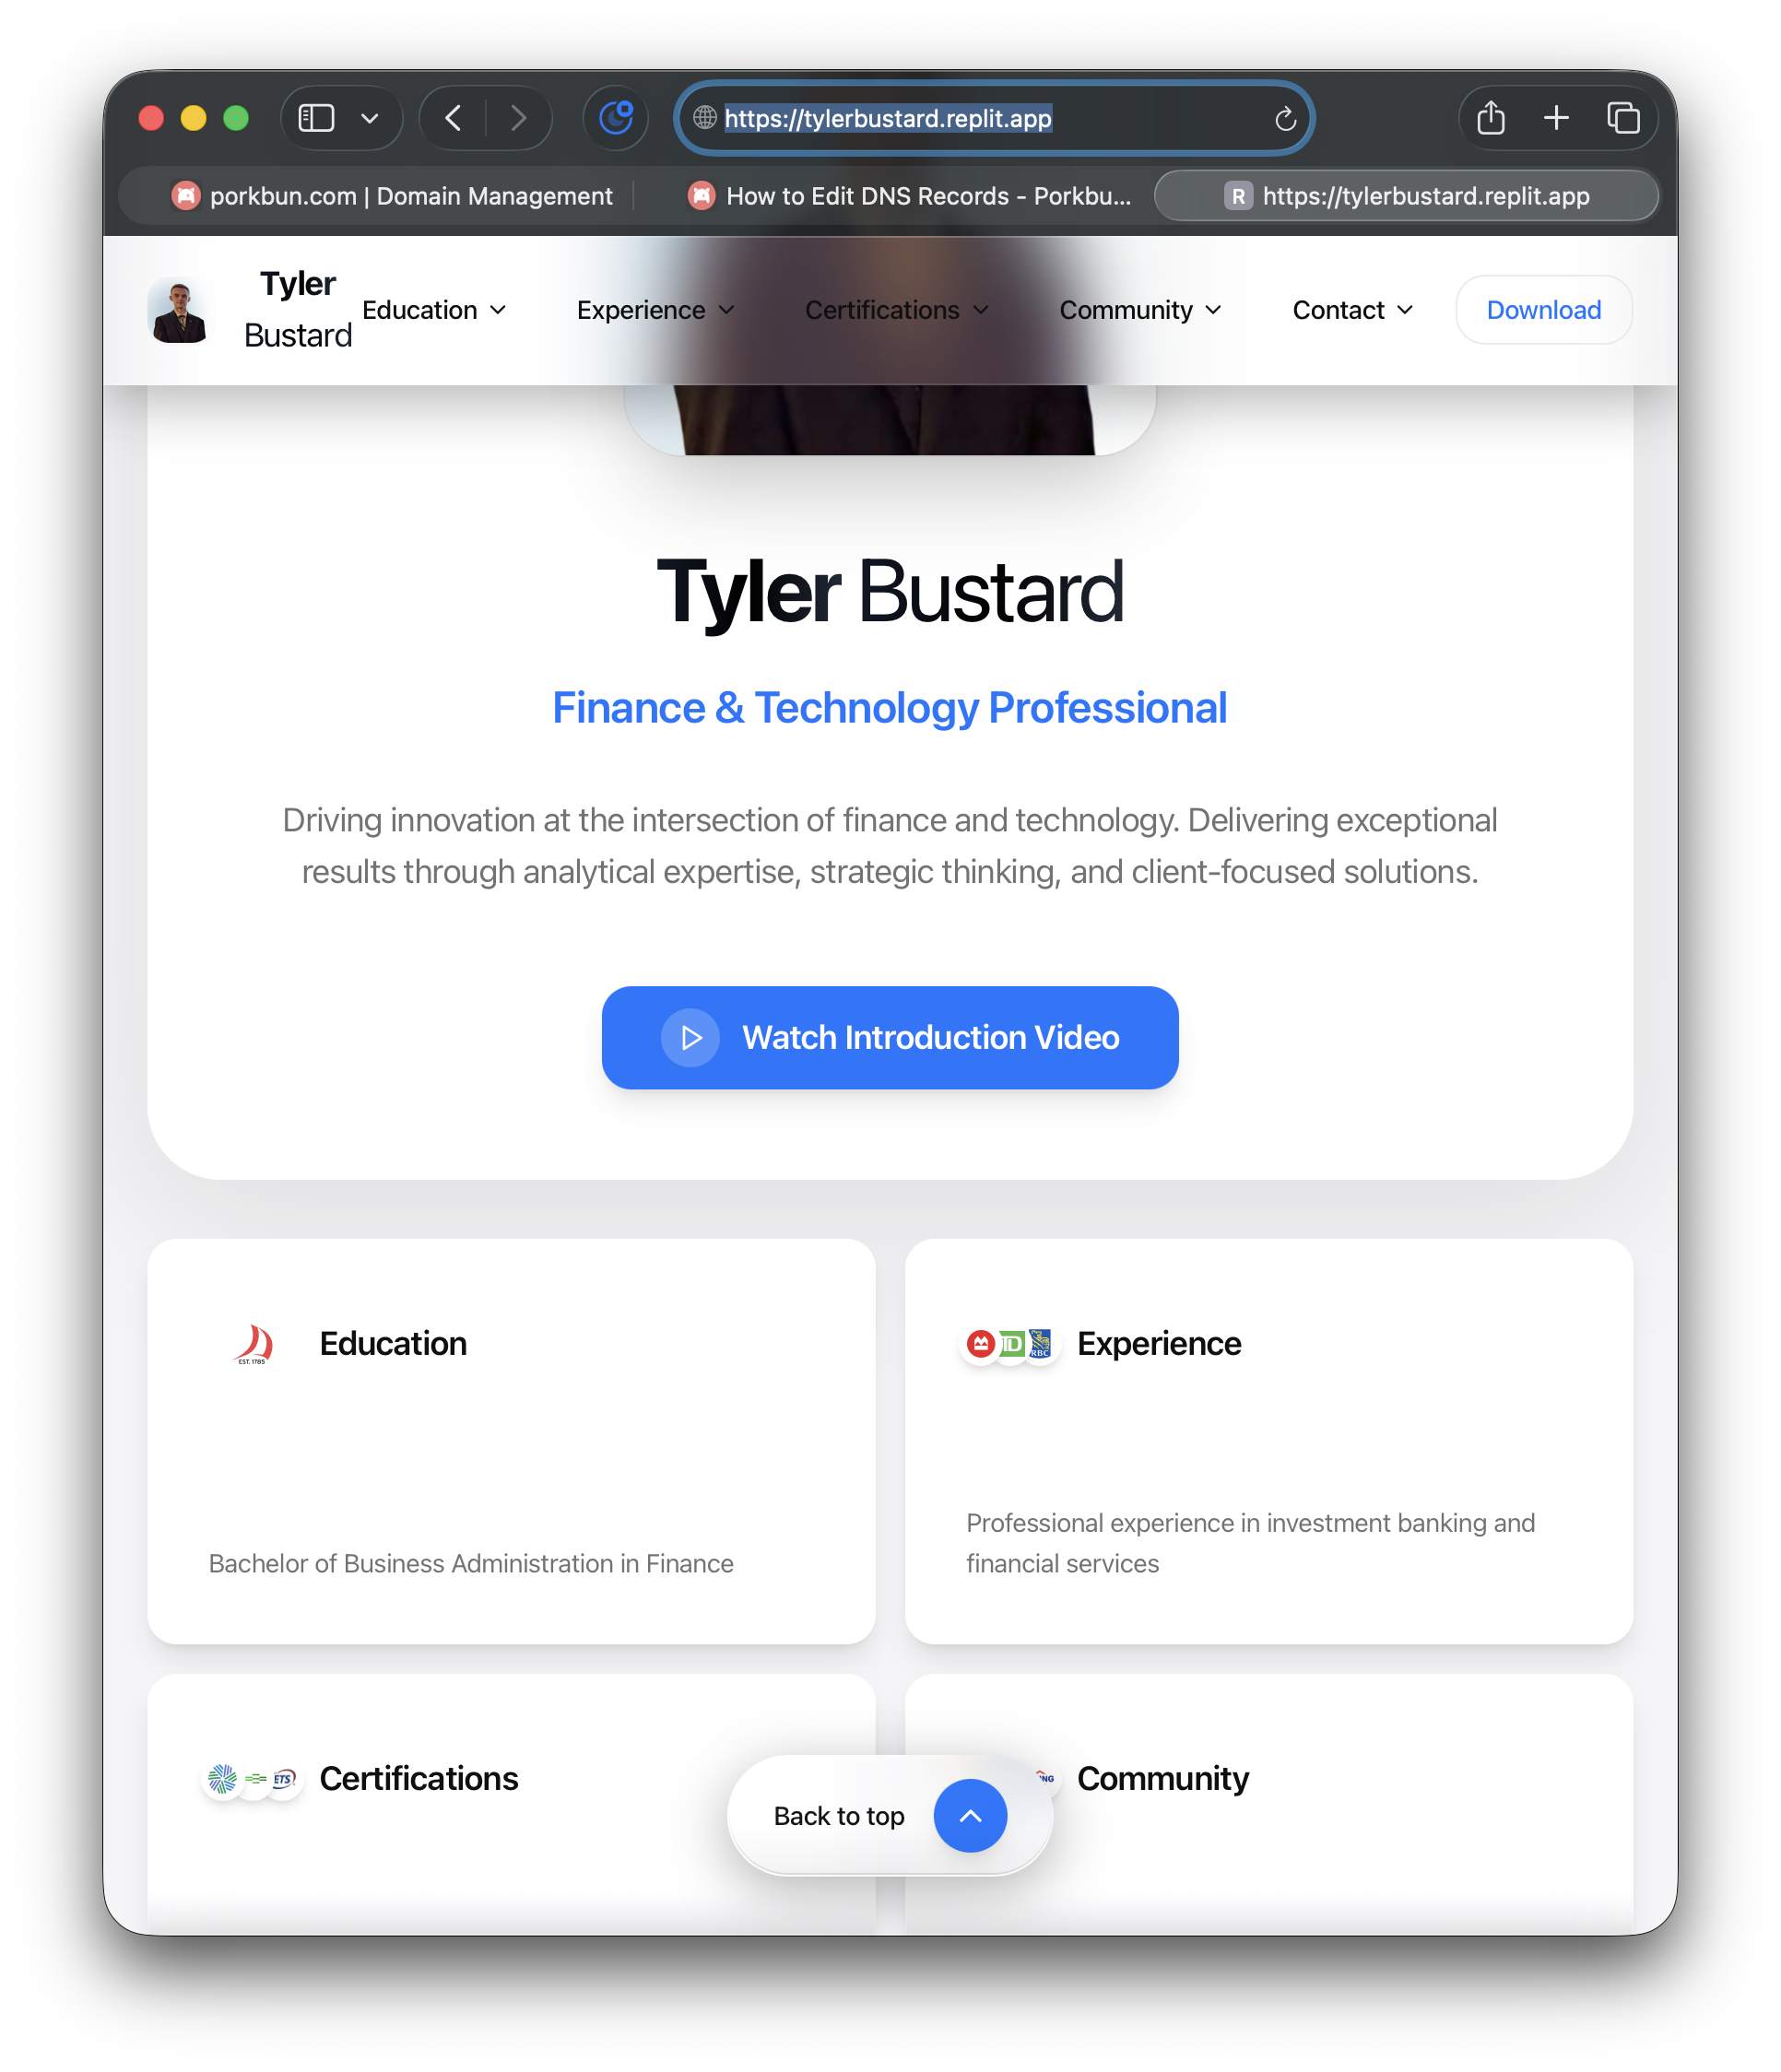 https://tylerbustard.replit.app
porkbun.com | Domain Management
How to Edit DNS Records - Porkbu...
R https://tylerbustard.replit.app
Tyler
Bustard
Education
Experience
Certifications
Community
Contact
Download
Tyler Bustard
Finance & Technology Professional
Driving innovation at the intersection of finance and technology. Delivering exceptional
results through analytical expertise, strategic thinking, and client-focused solutions.
Watch Introduction Video
EST. 1785
Education
Bachelor of Business Administration in Finance
TD
RBC
Experience
Professional experience in investment banking and
financial services
ETS
Certifications
Community
Back to top